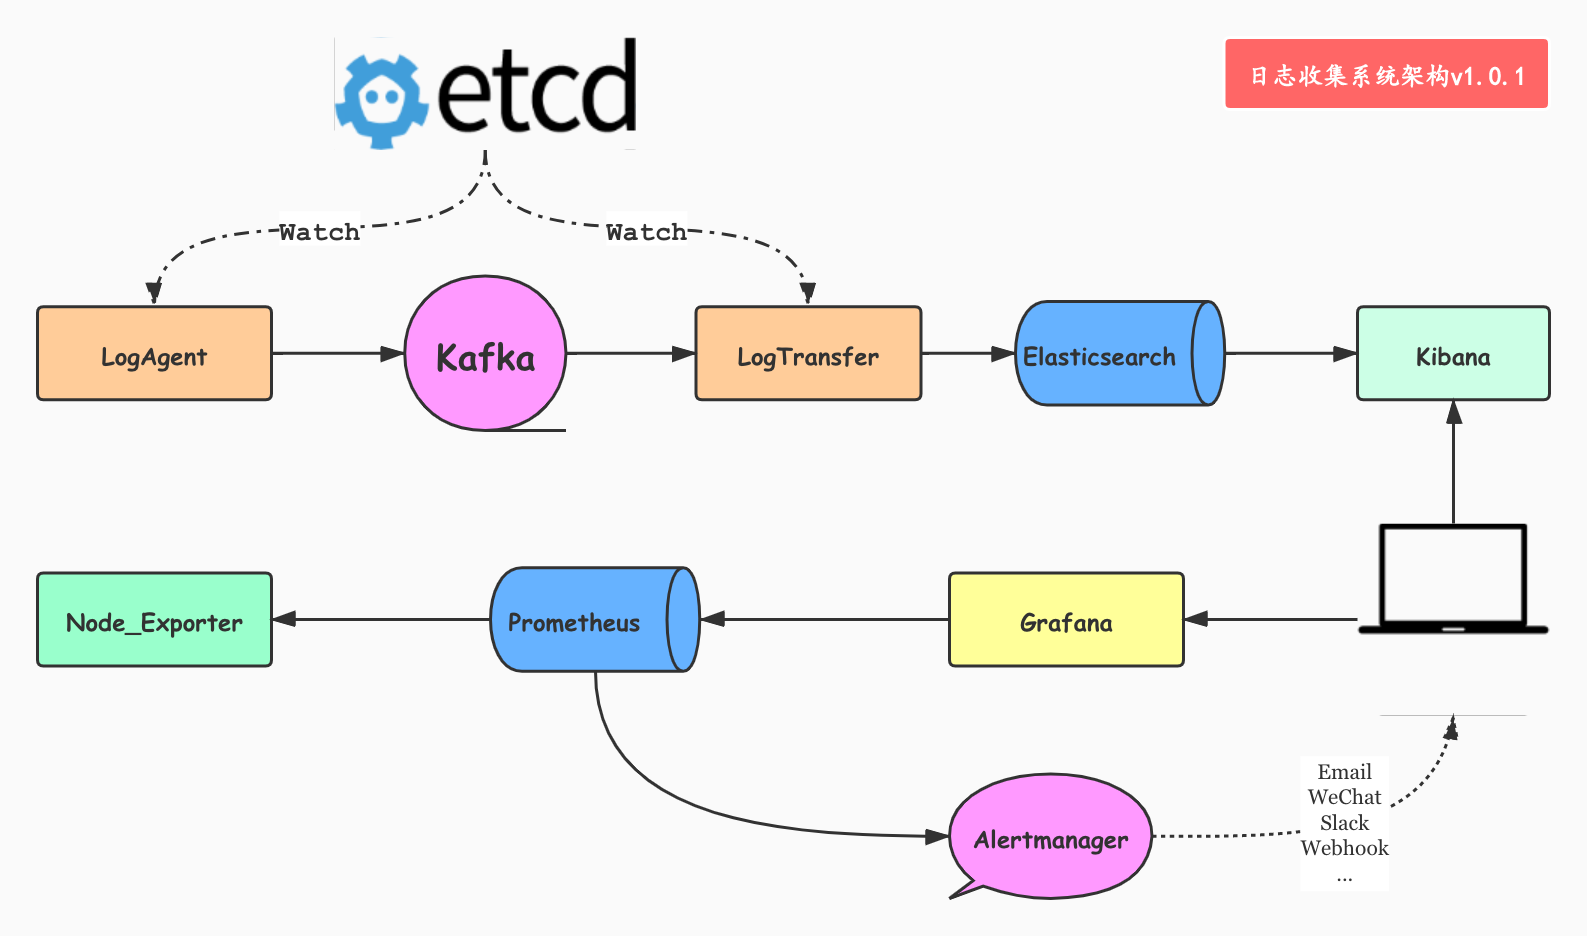 etcd
日志收集系统架构v1.0.1
Watch
Watch
LogAgent
Kafka
LogTransfer
Elasticsearch
Kibana
Node_Exporter
Prometheus
Grafana
Alertmanager
Email
WeChat
Slack
Webhook
...